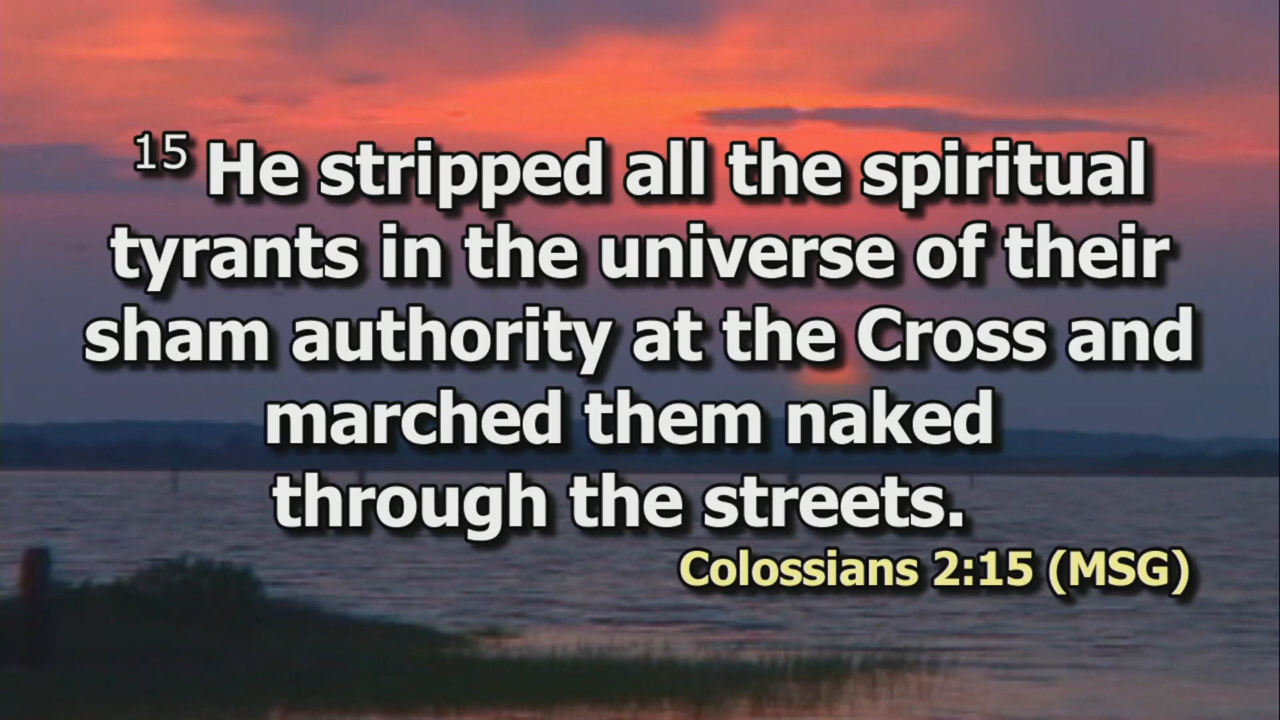 15 He stripped all the spiritual
tyrants in the universe of their
sham authority at the Cross and
marched them naked
through the streets.
Colossians 2:15 (MSG)